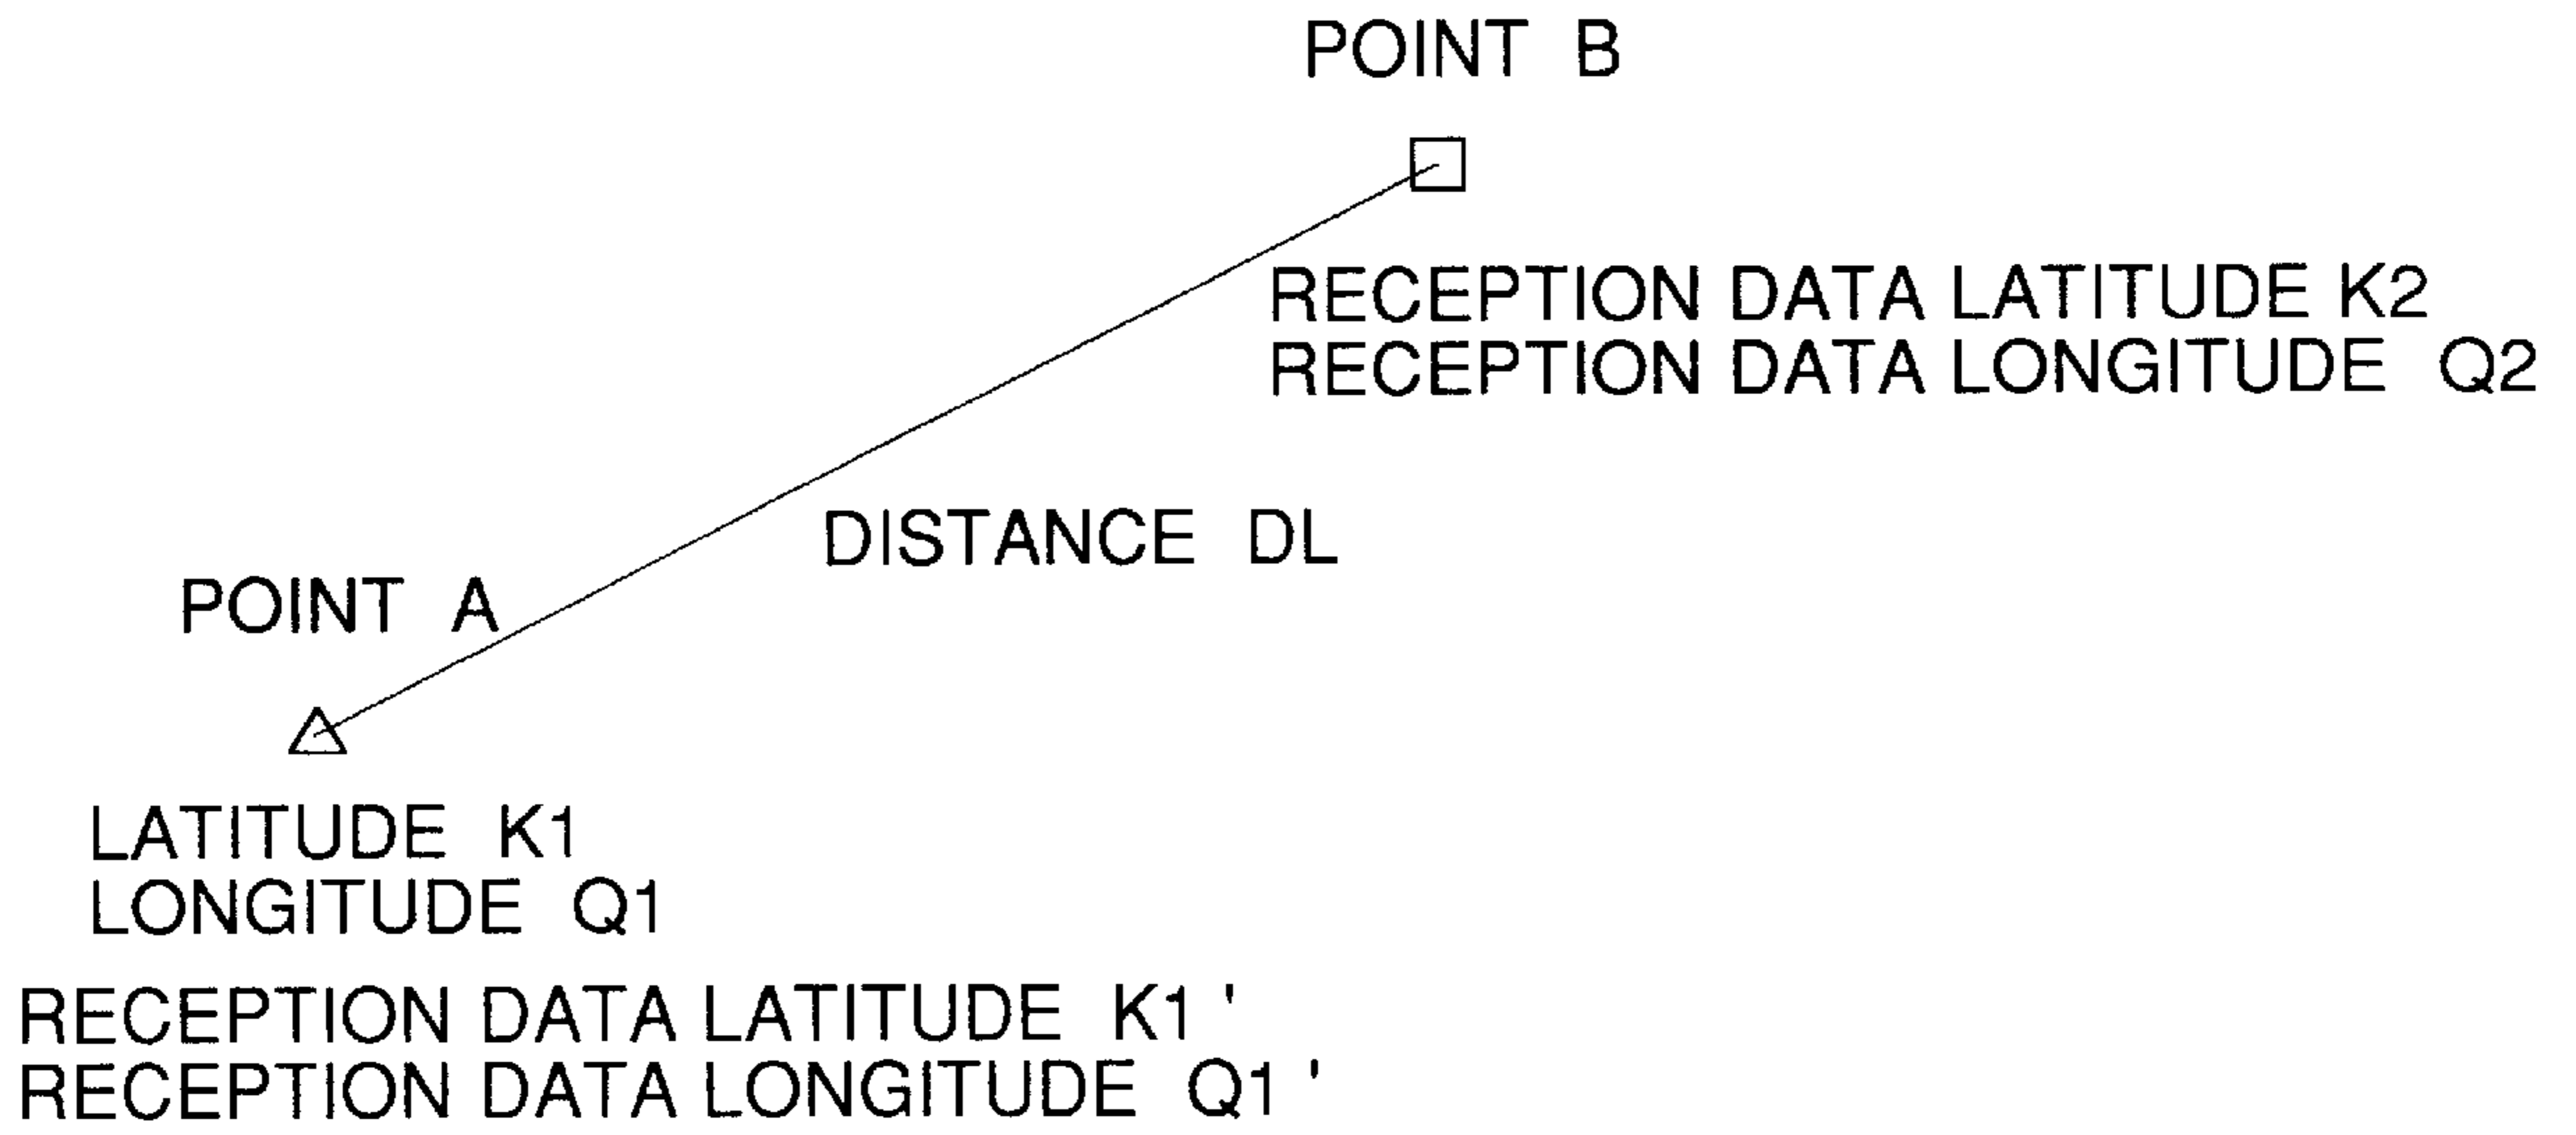 POINT B
RECEPTION DATA LATITUDE K2
RECEPTION DATA LONGITUDE Q2
DISTANCE DL
POINT A
LATITUDE K1
LONGITUDE Q1
RECEPTION DATA LATITUDE K1 '
RECEPTION DATA LONGITUDE Q1 '